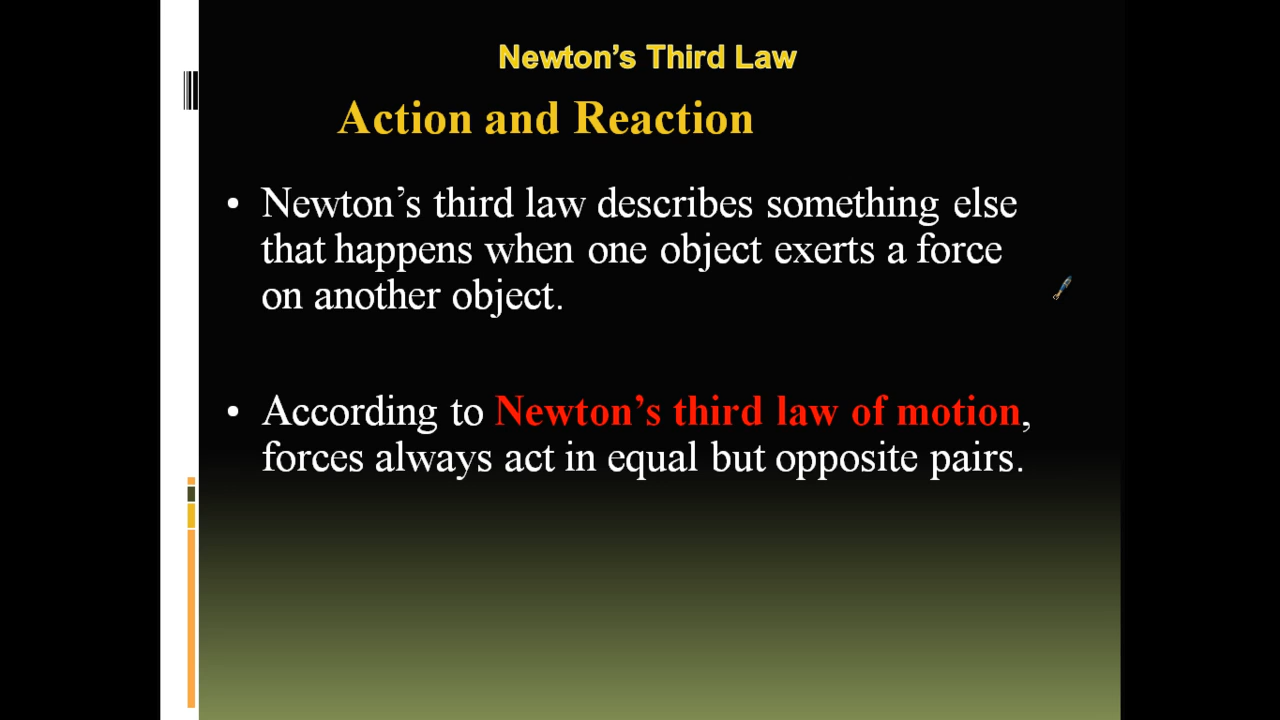 Newton’s Third Law
Action and Reaction
• Newton’s third law describes something else
that happens when one object exerts a force
on another object.
• According to Newton’s third law of motion,
forces always act in equal but opposite pairs.